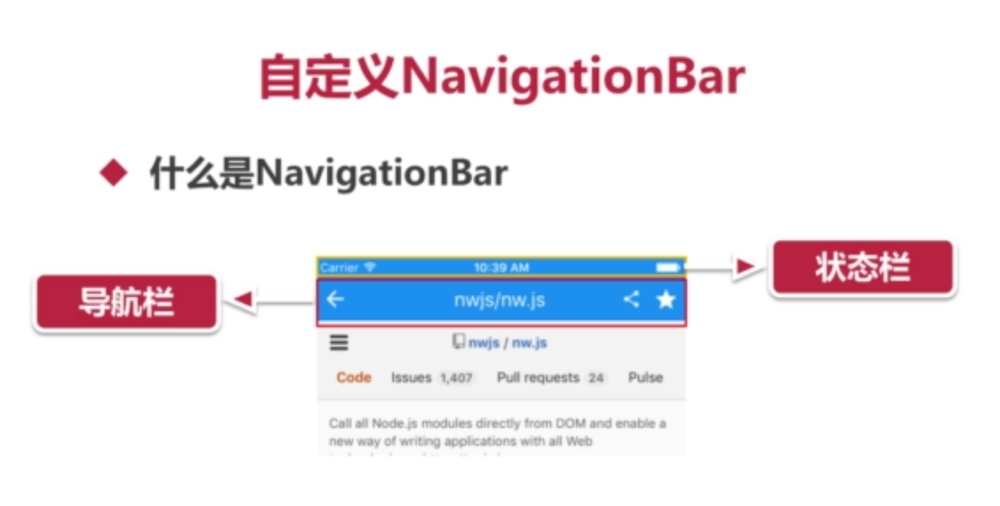 自定义NavigationBar
什么是NavigationBar
状态栏
导航栏
Carrier 10:39 AM
nwjs/nw.js
nwjs / nw.js
Code Issues 1,407 Pull requests 24 Pulse
Call all Node.js modules directly from DOM and enable a
new way of writing applications with all Web